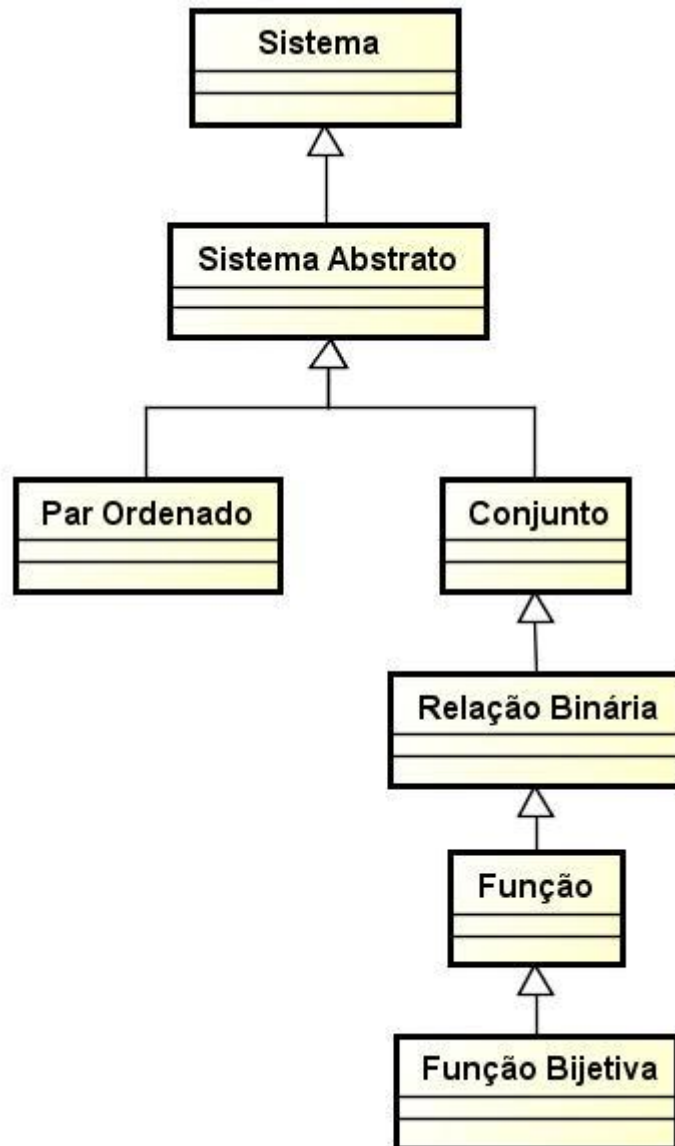 Sistema
Sistema Abstrato
Par Ordenado
Conjunto
Relação Binária
Função
Função Bijetiva